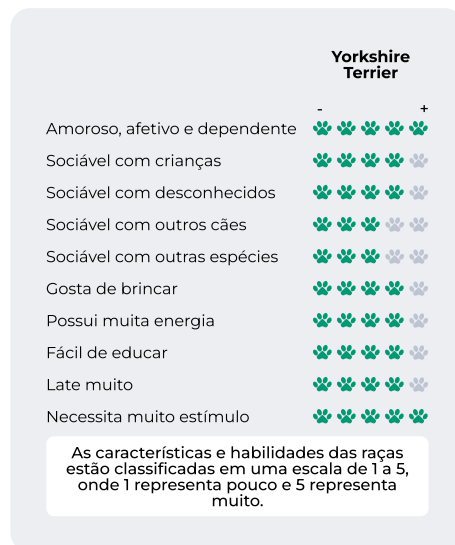 Yorkshire
Terrier
- +
Amoroso, afetivo e dependente
Sociável com crianças
Sociável com desconhecidos
Sociável com outros cães
Sociável com outras espécies
Gosta de brincar
Possui muita energia
Fácil de educar
Late muito
Necessita muito estímulo
As características e habilidades das raças
estão classificadas em uma escala de 1 a 5,
onde 1 representa pouco e 5 representa
muito.